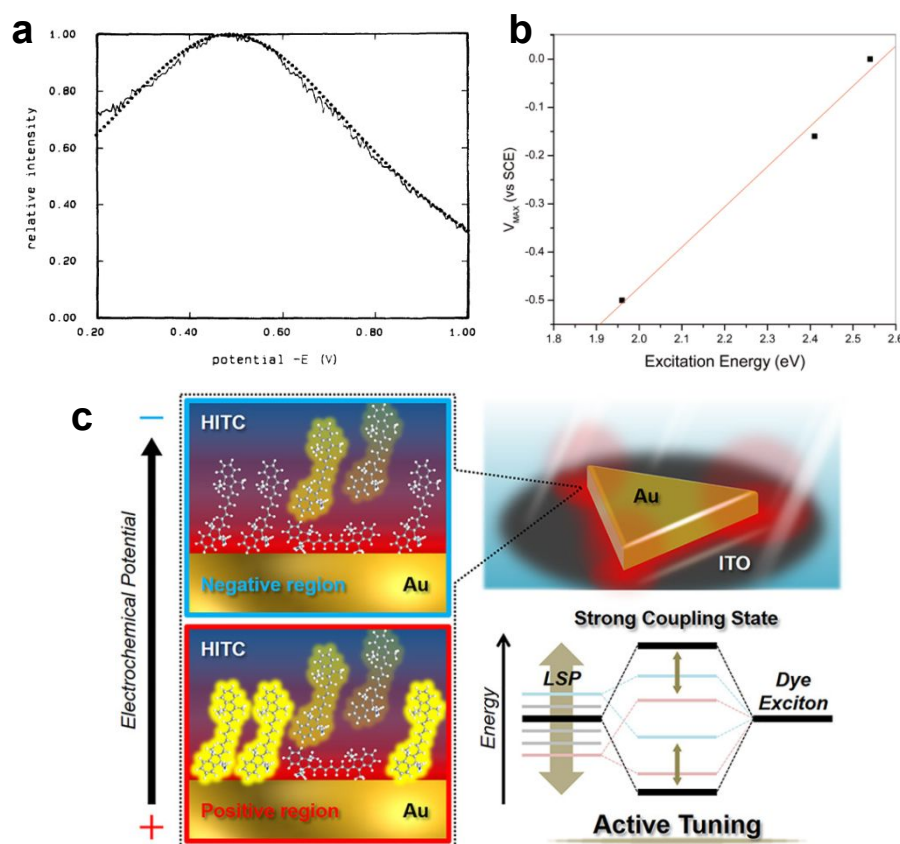 a
1.00
0.80
0.60
0.40
0.20
0.00
0.20
0.40
0.60
0.80
1.00
relative intensity
potential -E (V)
b
0.0
-0.1
-0.2
-0.3
-0.4
-0.5
1.8
1.9
2.0
2.1
2.2
2.3
2.4
2.5
2.6
V_MAX (vs SCE)
Excitation Energy (eV)
c
−
Electrochemical Potential
+
HITC
Negative region
Au
HITC
Positive region
Au
Au
ITO
Strong Coupling State
Energy
LSP
Dye
Exciton
Active Tuning